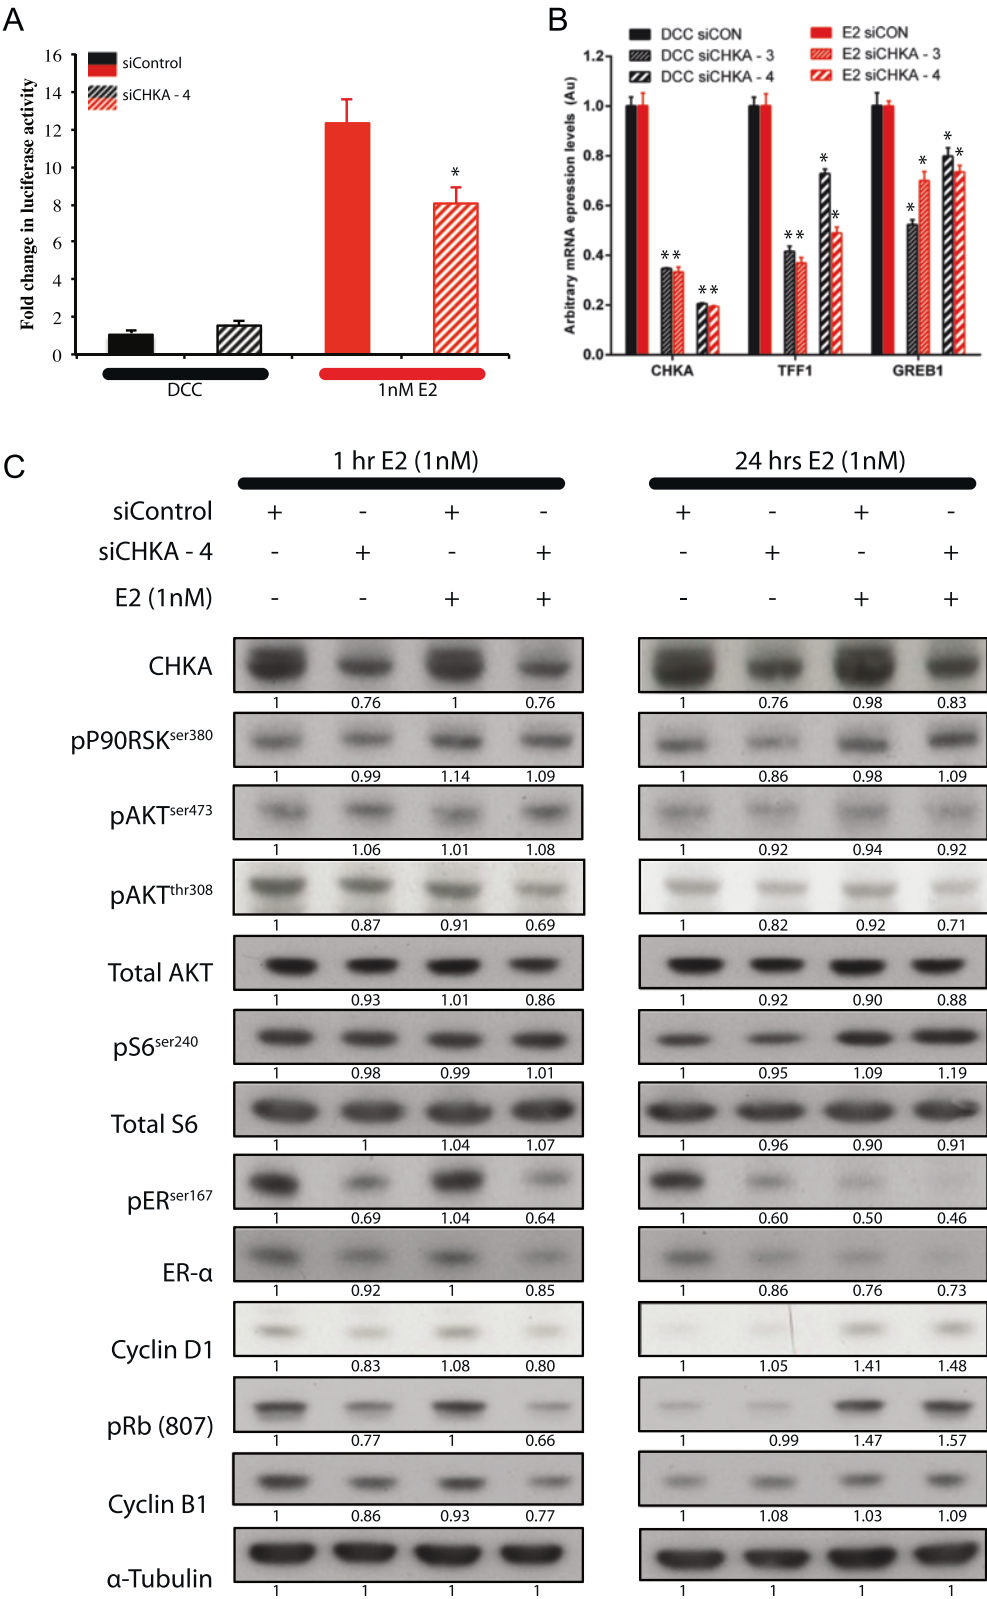 A
Fold change in luciferase activity
16
14
12
10
8
6
4
2
0
siControl
siCHKA - 4
*
DCC
1nM E2
B
DCC siCON
DCC siCHKA - 3
DCC siCHKA - 4
E2 siCON
E2 siCHKA - 3
E2 siCHKA - 4
Arbitrary mRNA epression levels (Au)
1.2
1.0
0.8
0.6
0.4
0.2
0.0
* *
* *
* *
* *
* *
* *
CHKA
TFF1
GREB1
C
1 hr E2 (1nM)
24 hrs E2 (1nM)
siControl + - + - + - + -
siCHKA - 4 - + - + - + - +
E2 (1nM) - - + + - - + +
CHKA
1 0.76 1 0.76 1 0.76 0.98 0.83
pP90RSKser380
1 0.99 1.14 1.09 1 0.86 0.98 1.09
pAKTser473
1 1.06 1.01 1.08 1 0.92 0.94 0.92
pAKTthr308
1 0.87 0.91 0.69 1 0.82 0.92 0.71
Total AKT
1 0.93 1.01 0.86 1 0.92 0.90 0.88
pS6ser240
1 0.98 0.99 1.01 1 0.95 1.09 1.19
Total S6
1 1 1.04 1.07 1 0.96 0.90 0.91
pERser167
1 0.69 1.04 0.64 1 0.60 0.50 0.46
ER-α
1 0.92 1 0.85 1 0.86 0.76 0.73
Cyclin D1
1 0.83 1.08 0.80 1 1.05 1.41 1.48
pRb (807)
1 0.77 1 0.66 1 0.99 1.47 1.57
Cyclin B1
1 0.86 0.93 0.77 1 1.08 1.03 1.09
α-Tubulin
1 1 1 1 1 1 1 1